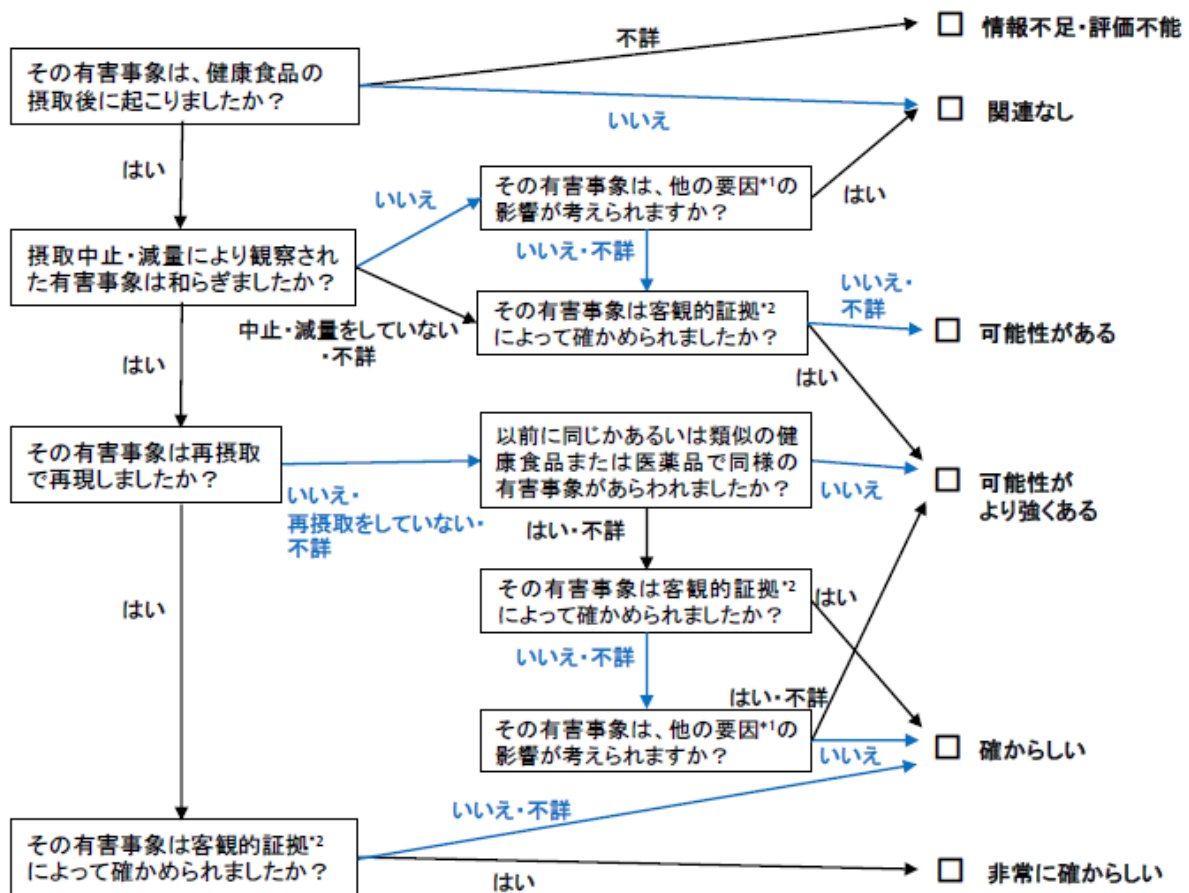 不詳
□ 情報不足・評価不能
その有害事象は、健康食品の
摂取後に起こりましたか？
いいえ
□ 関連なし
はい
いいえ
その有害事象は、他の要因*1の
影響が考えられますか？
はい
いいえ・不詳
摂取中止・減量により観察され
た有害事象は和らぎましたか？
中止・減量をしていない
・不詳
その有害事象は客観的証拠*2
によって確かめられましたか？
いいえ・
不詳
□ 可能性がある
はい
はい
その有害事象は再摂取
で再現しましたか？
いいえ・
再摂取をしていない・
不詳
以前に同じかあるいは類似の健
康食品または医薬品で同様の
有害事象があらわれましたか？
いいえ
□ 可能性が
より強くある
はい・不詳
はい
その有害事象は客観的証拠*2
によって確かめられましたか？
はい
いいえ・不詳
はい・不詳
その有害事象は、他の要因*1の
影響が考えられますか？
いいえ
□ 確からしい
いいえ・不詳
その有害事象は客観的証拠*2
によって確かめられましたか？
はい
□ 非常に確からしい